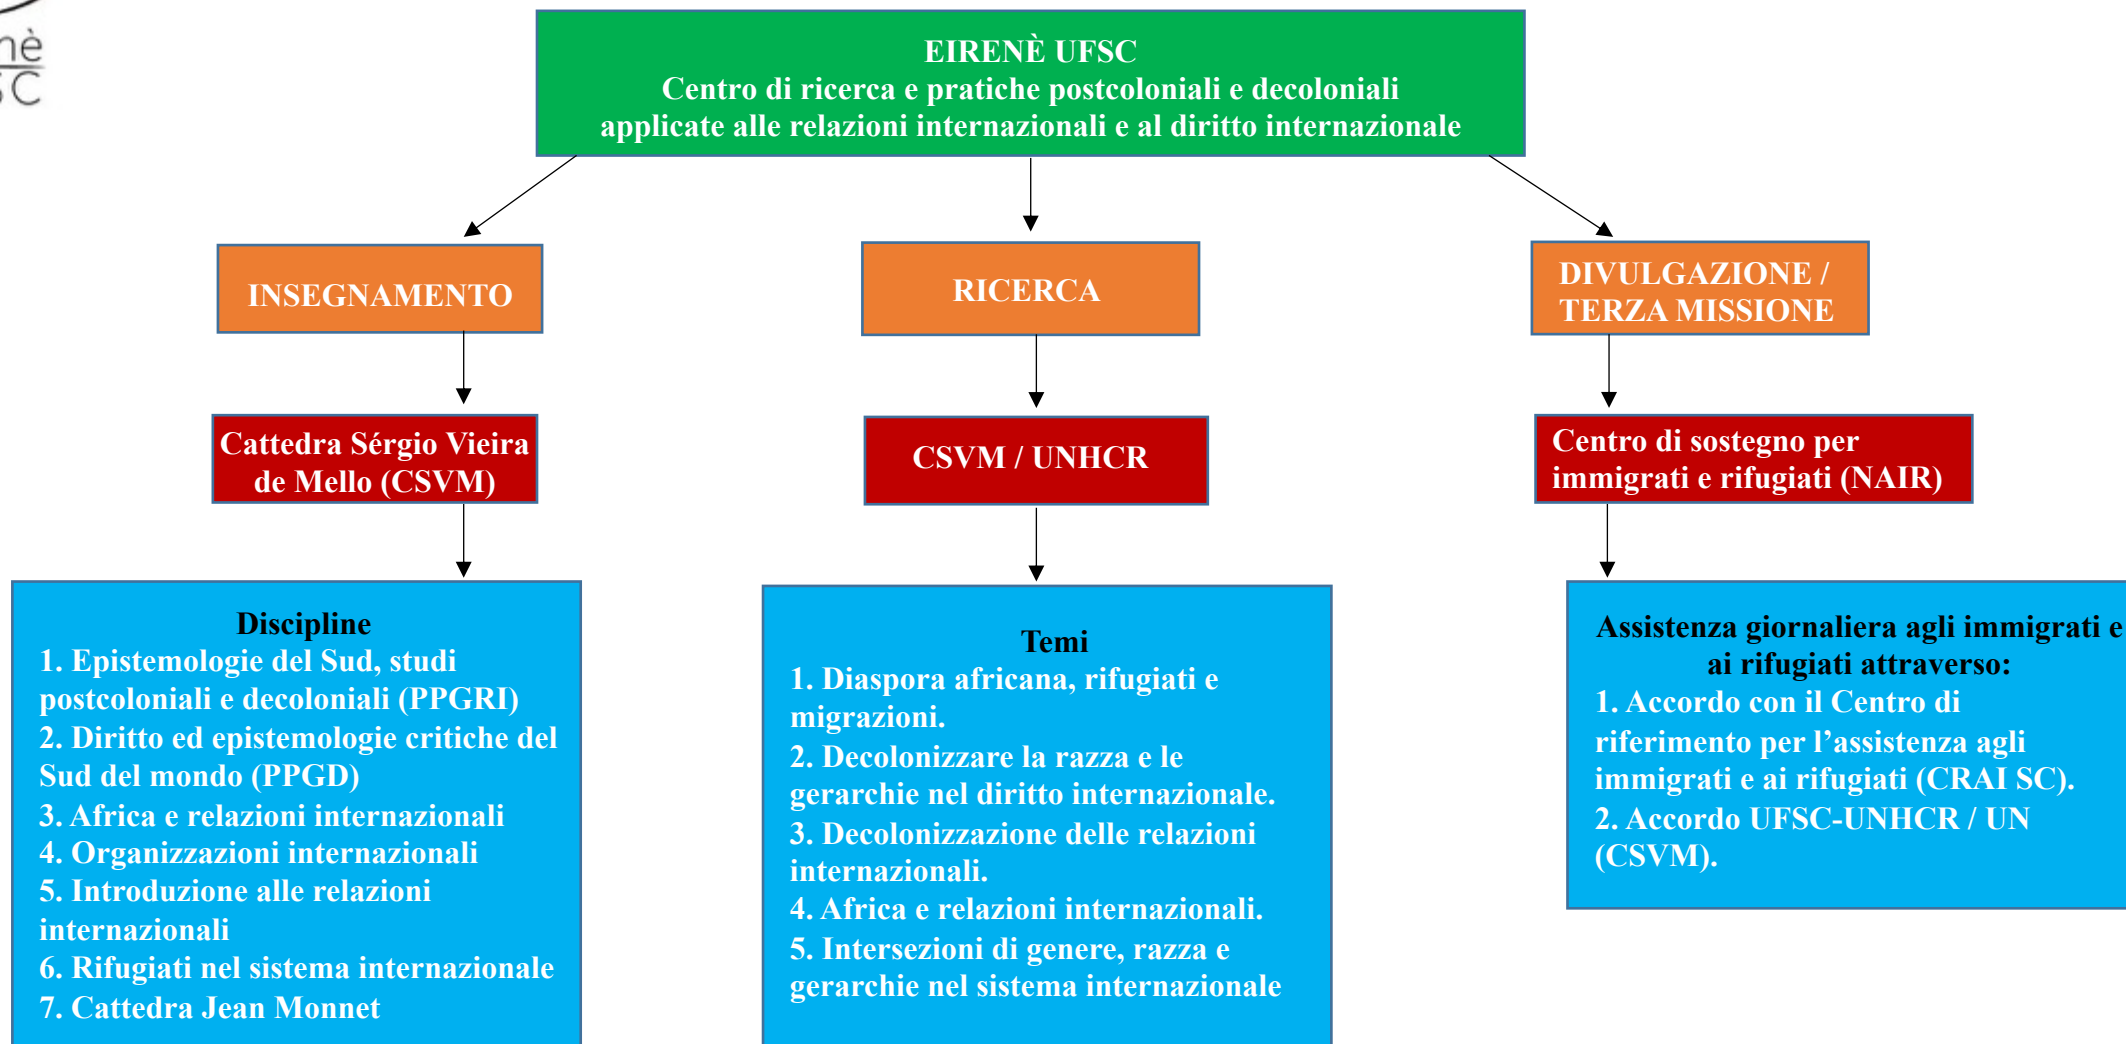 EIRENÈ UFSC
Centro di ricerca e pratiche postcoloniali e decoloniali
applicate alle relazioni internazionali e al diritto internazionale
INSEGNAMENTO
RICERCA
DIVULGAZIONE /
TERZA MISSIONE
Cattedra Sérgio Vieira
de Mello (CSVM)
CSVM / UNHCR
Centro di sostegno per
immigrati e rifugiati (NAIR)
Discipline
1. Epistemologie del Sud, studi
postcoloniali e decoloniali (PPGRI)
2. Diritto ed epistemologie critiche del
Sud del mondo (PPGD)
3. Africa e relazioni internazionali
4. Organizzazioni internazionali
5. Introduzione alle relazioni
internazionali
6. Rifugiati nel sistema internazionale
7. Cattedra Jean Monnet
Temi
1. Diaspora africana, rifugiati e
migrazioni.
2. Decolonizzare la razza e le
gerarchie nel diritto internazionale.
3. Decolonizzazione delle relazioni
internazionali.
4. Africa e relazioni internazionali.
5. Intersezioni di genere, razza e
gerarchie nel sistema internazionale
Assistenza giornaliera agli immigrati e
ai rifugiati attraverso:
1. Accordo con il Centro di
riferimento per l’assistenza agli
immigrati e ai rifugiati (CRAI SC).
2. Accordo UFSC-UNHCR / UN
(CSVM).